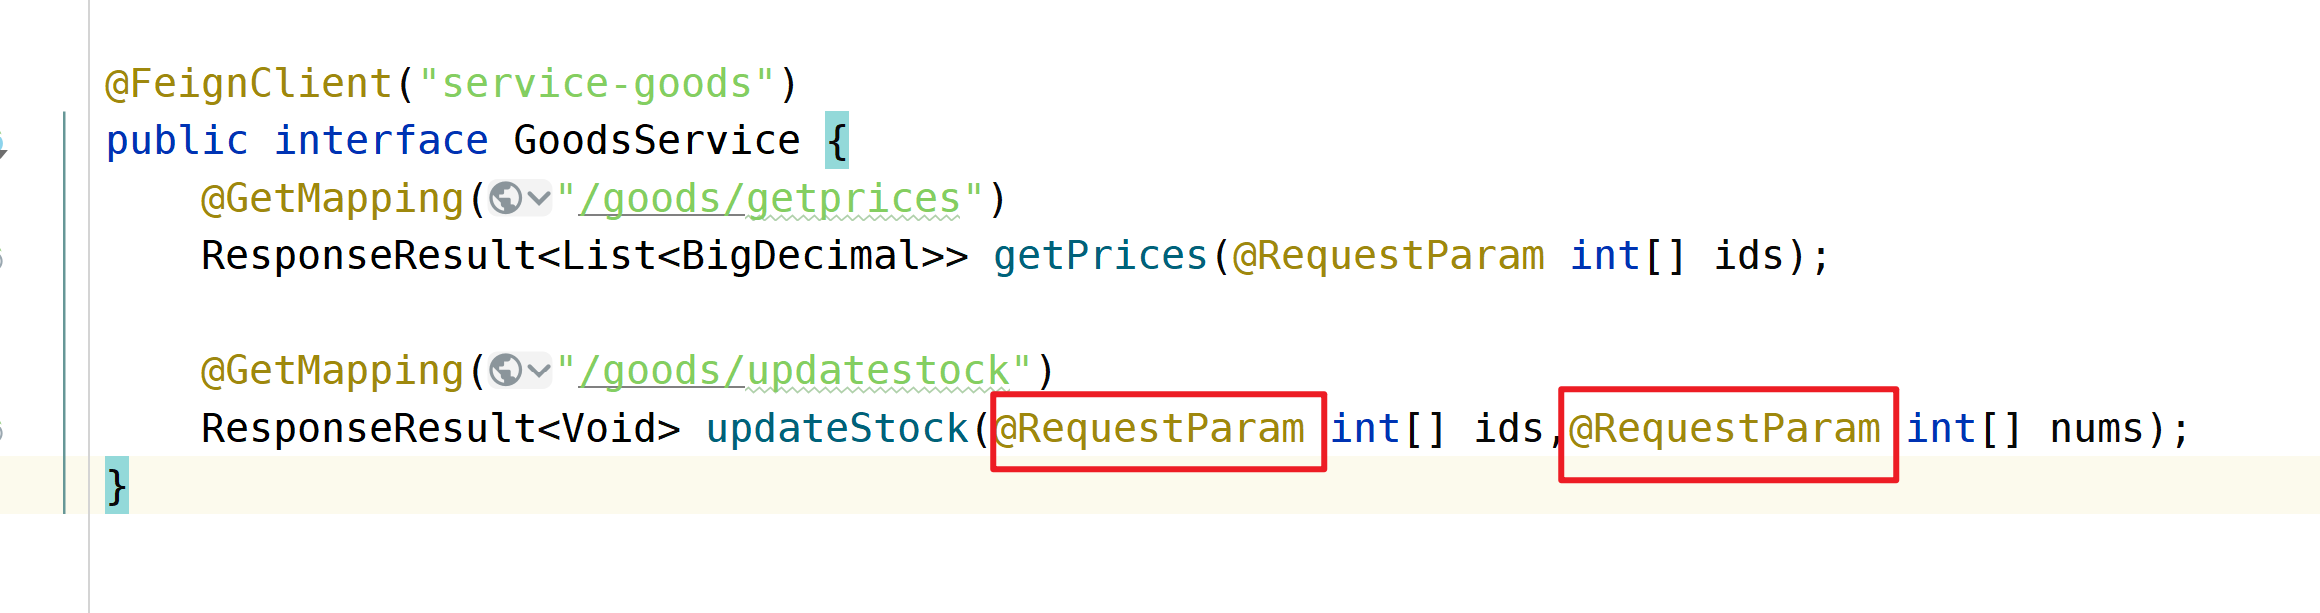 @FeignClient("service-goods")
public interface GoodsService {
@GetMapping("/goods/getprices")
ResponseResult<List<BigDecimal>> getPrices(@RequestParam int[] ids);
@GetMapping("/goods/updatestock")
ResponseResult<Void> updateStock(@RequestParam int[] ids,@RequestParam int[] nums);
}